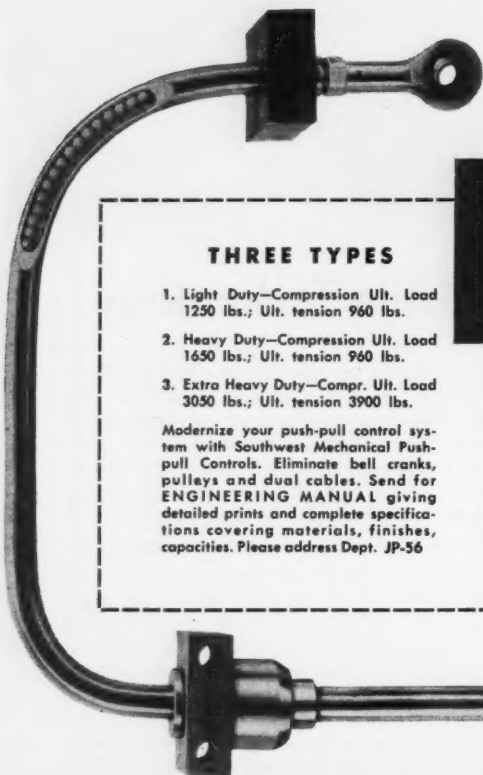 THREE TYPES
1. Light Duty—Compression Ult. Load
1250 lbs.; Ult. tension 960 lbs.
2. Heavy Duty—Compression Ult. Load
1650 lbs.; Ult. tension 960 lbs.
3. Extra Heavy Duty—Compr. Ult. Load
3050 lbs.; Ult. tension 3900 lbs.
Modernize your push-pull control sys-
tem with Southwest Mechanical Push-
pull Controls. Eliminate bell cranks,
pulleys and dual cables. Send for
ENGINEERING MANUAL giving
detailed prints and complete specifica-
tions covering materials, finishes,
capacities. Please address Dept. JP-56